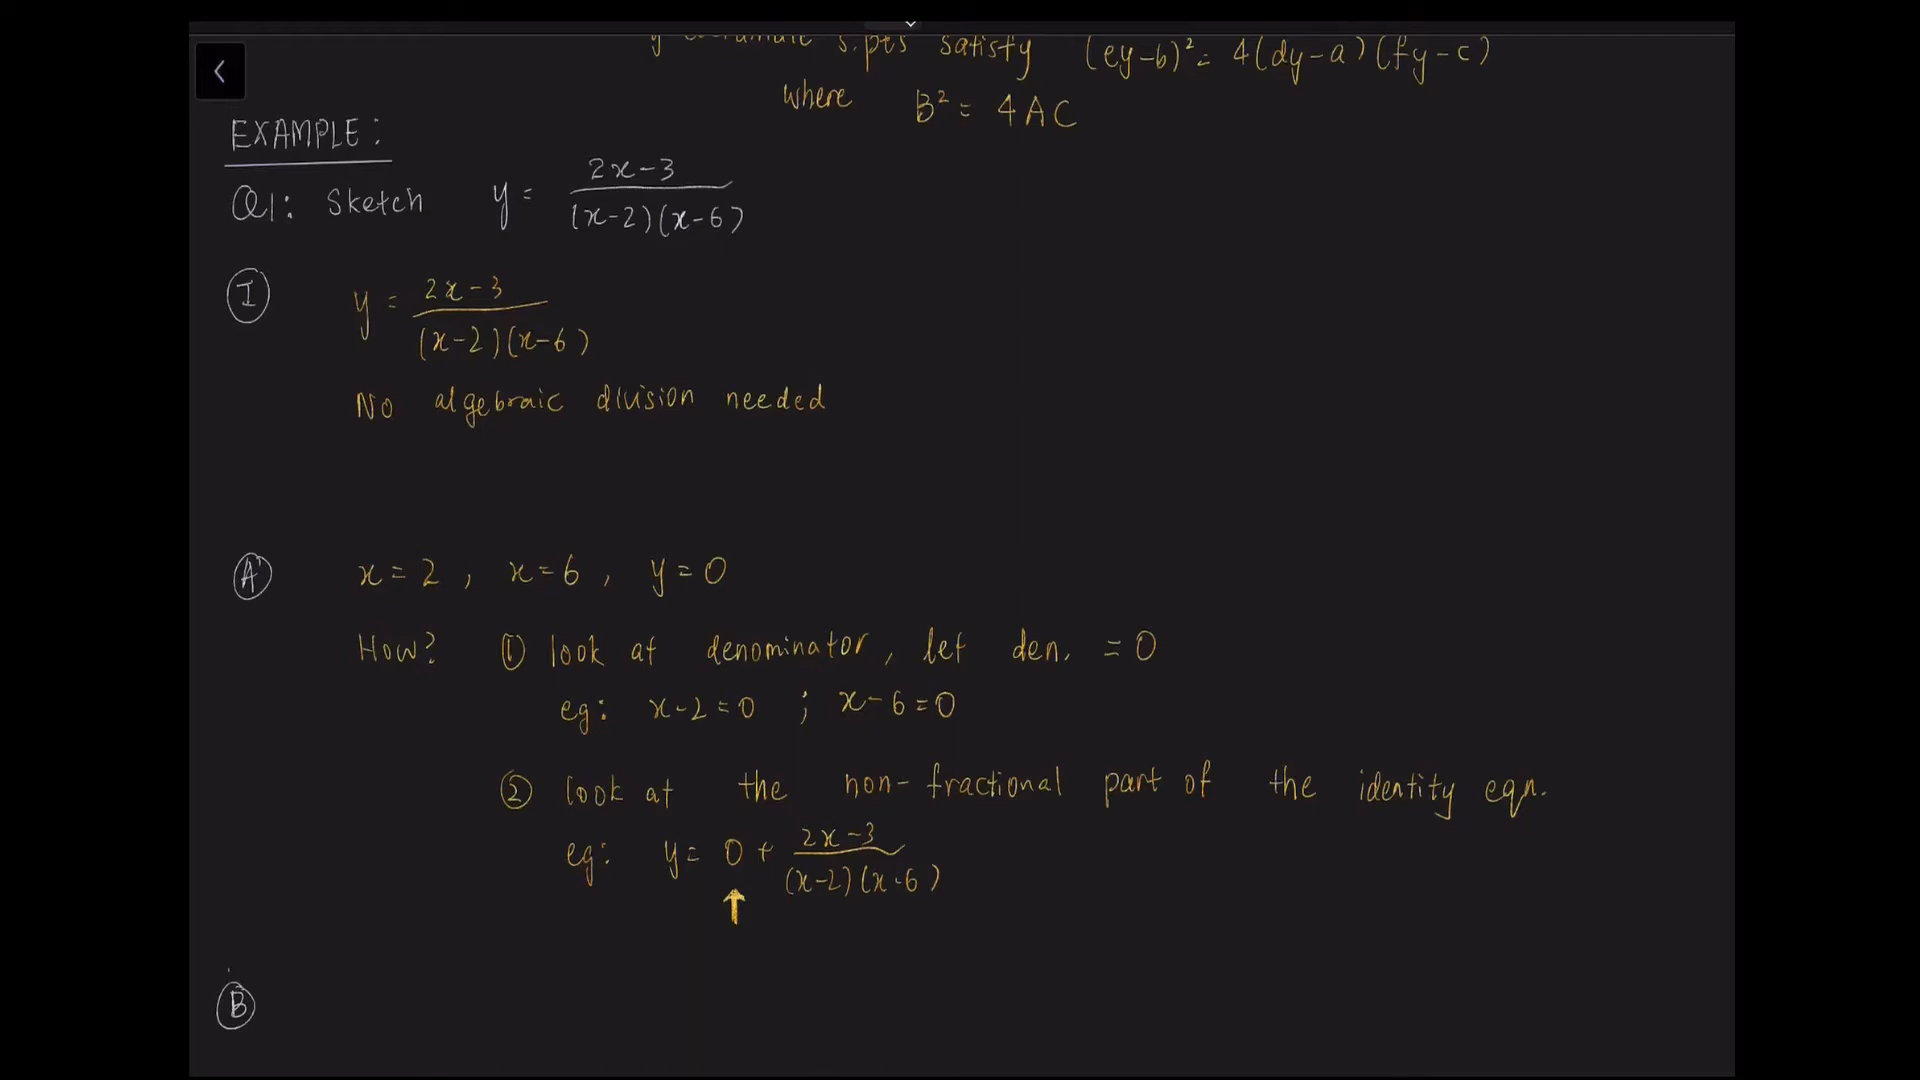 y coordinate s.pts satisfy (ey-b)² = 4(dy-a)(fy-c)
where B² = 4AC
EXAMPLE:
Q1: Sketch y = 2x-3 / (x-2)(x-6)
I y = 2x-3 / (x-2)(x-6)
No algebraic division needed
A x=2, x=6, y=0
How? ① look at denominator, let den. = 0
eg: x-2=0 ; x-6=0
② look at the non-fractional part of the identity eqn.
eg: y= 0 + 2x-3 / (x-2)(x-6)
↑
B